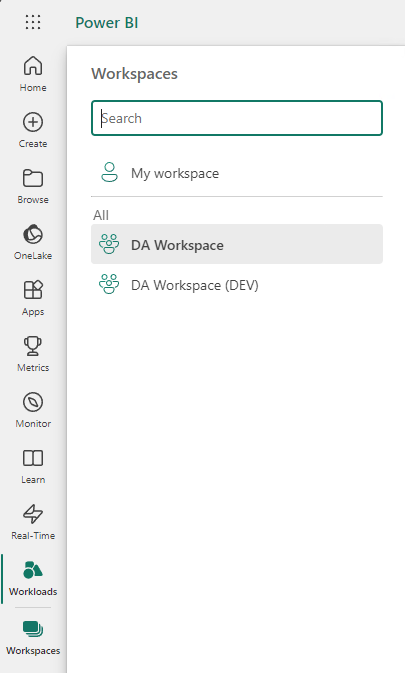 Power BI
Home
Create
Browse
OneLake
Apps
Metrics
Monitor
Learn
Real-Time
Workloads
Workspaces
Workspaces
Search
My workspace
All
DA Workspace
DA Workspace (DEV)